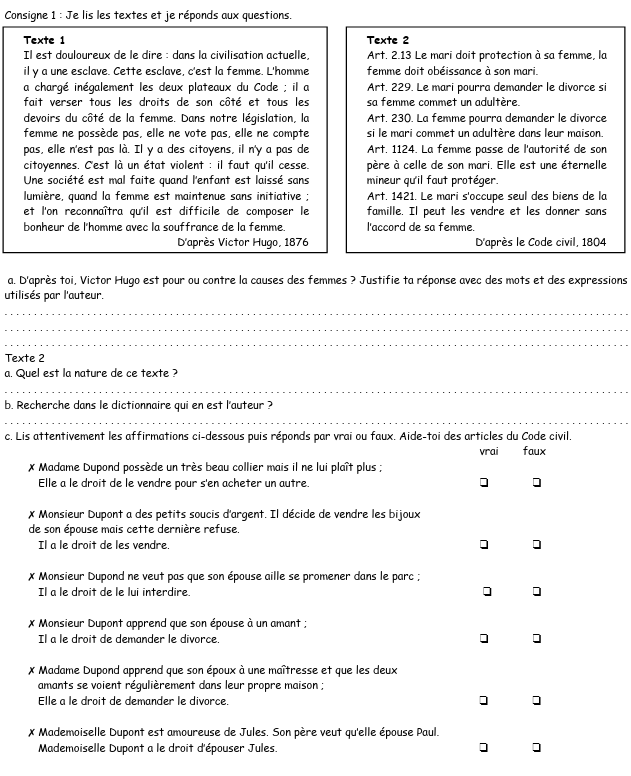 Consigne 1 : Je lis les textes et je réponds aux questions.
Texte 1
Il est douloureux de le dire : dans la civilisation actuelle,
il y a une esclave. Cette esclave, c'est la femme. L'homme
a chargé inégalement les deux plateaux du Code ; il a
fait verser tous les droits de son côté et tous les
devoirs du côté de la femme. Dans notre législation, la
femme ne possède pas, elle ne vote pas, elle ne compte
pas, elle n'est pas là. Il y a des citoyens, il n'y a pas de
citoyennes. C'est là un état violent : il faut qu'il cesse.
Une société est mal faite quand l'enfant est laissé sans
lumière, quand la femme est maintenue sans initiative ;
et l'on reconnaîtra qu'il est difficile de composer le
bonheur de l'homme avec la souffrance de la femme.
D'après Victor Hugo, 1876
Texte 2
Art. 2.13 Le mari doit protection à sa femme, la
femme doit obéissance à son mari.
Art. 229. Le mari pourra demander le divorce si
sa femme commet un adultère.
Art. 230. La femme pourra demander le divorce
si le mari commet un adultère dans leur maison.
Art. 1124. La femme passe de l'autorité de son
père à celle de son mari. Elle est une éternelle
mineur qu'il faut protéger.
Art. 1421. Le mari s'occupe seul des biens de la
famille. Il peut les vendre et les donner sans
l'accord de sa femme.
D'après le Code civil, 1804
a. D'après toi, Victor Hugo est pour ou contre la causes des femmes ? Justifie ta réponse avec des mots et des expressions
utilisés par l'auteur.
Texte 2
a. Quel est la nature de ce texte ?
b. Recherche dans le dictionnaire qui en est l'auteur ?
c. Lis attentivement les affirmations ci-dessous puis réponds par vrai ou faux. Aide-toi des articles du Code civil.
vrai faux
✗ Madame Dupond possède un très beau collier mais il ne lui plaît plus ;
Elle a le droit de le vendre pour s'en acheter un autre. ❑ ❑
✗ Monsieur Dupont a des petits soucis d'argent. Il décide de vendre les bijoux
de son épouse mais cette dernière refuse.
Il a le droit de les vendre. ❑ ❑
✗ Monsieur Dupond ne veut pas que son épouse aille se promener dans le parc ;
Il a le droit de le lui interdire. ❑ ❑
✗ Monsieur Dupont apprend que son épouse à un amant ;
Il a le droit de demander le divorce. ❑ ❑
✗ Madame Dupond apprend que son époux à une maîtresse et que les deux
amants se voient régulièrement dans leur propre maison ;
Elle a le droit de demander le divorce. ❑ ❑
✗ Mademoiselle Dupont est amoureuse de Jules. Son père veut qu'elle épouse Paul.
Mademoiselle Dupont a le droit d'épouser Jules. ❑ ❑